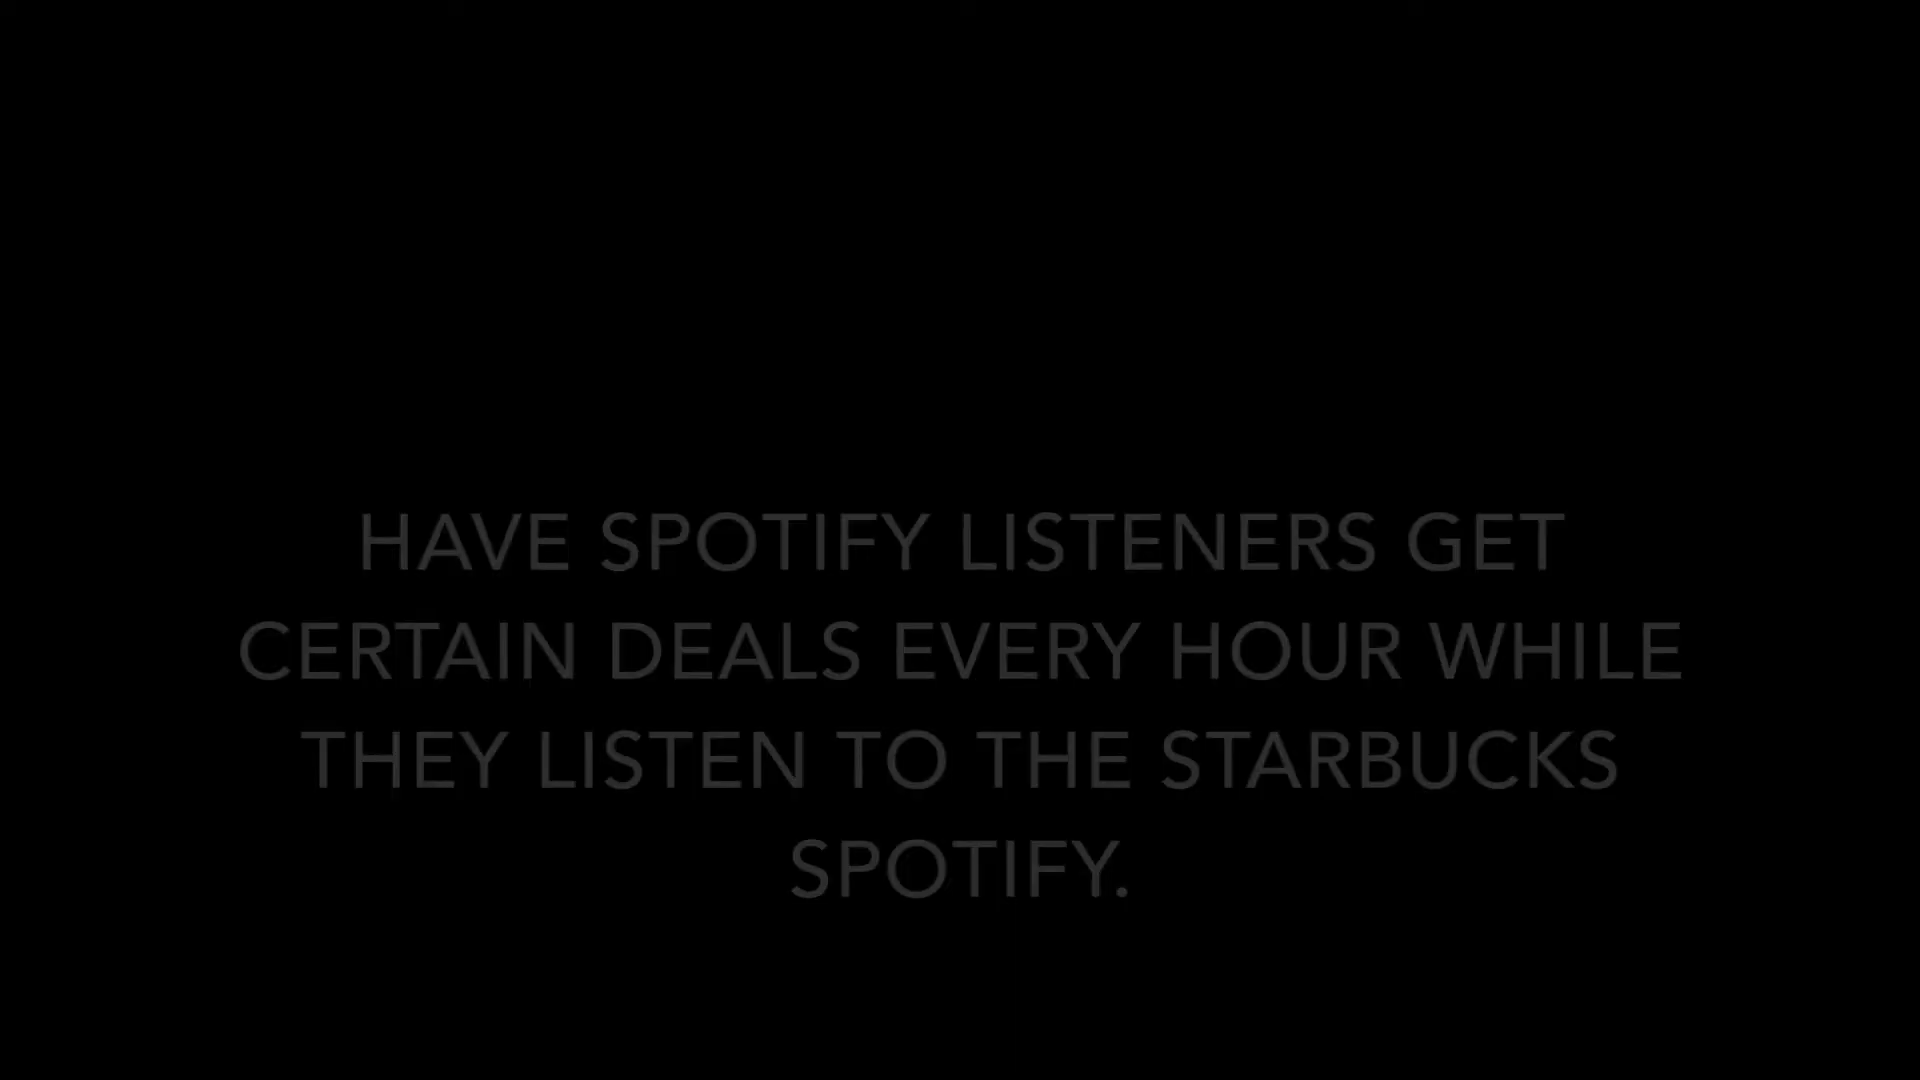 HAVE SPOTIFY LISTENERS GET
CERTAIN DEALS EVERY HOUR WHILE
THEY LISTEN TO THE STARBUCKS
SPOTIFY.